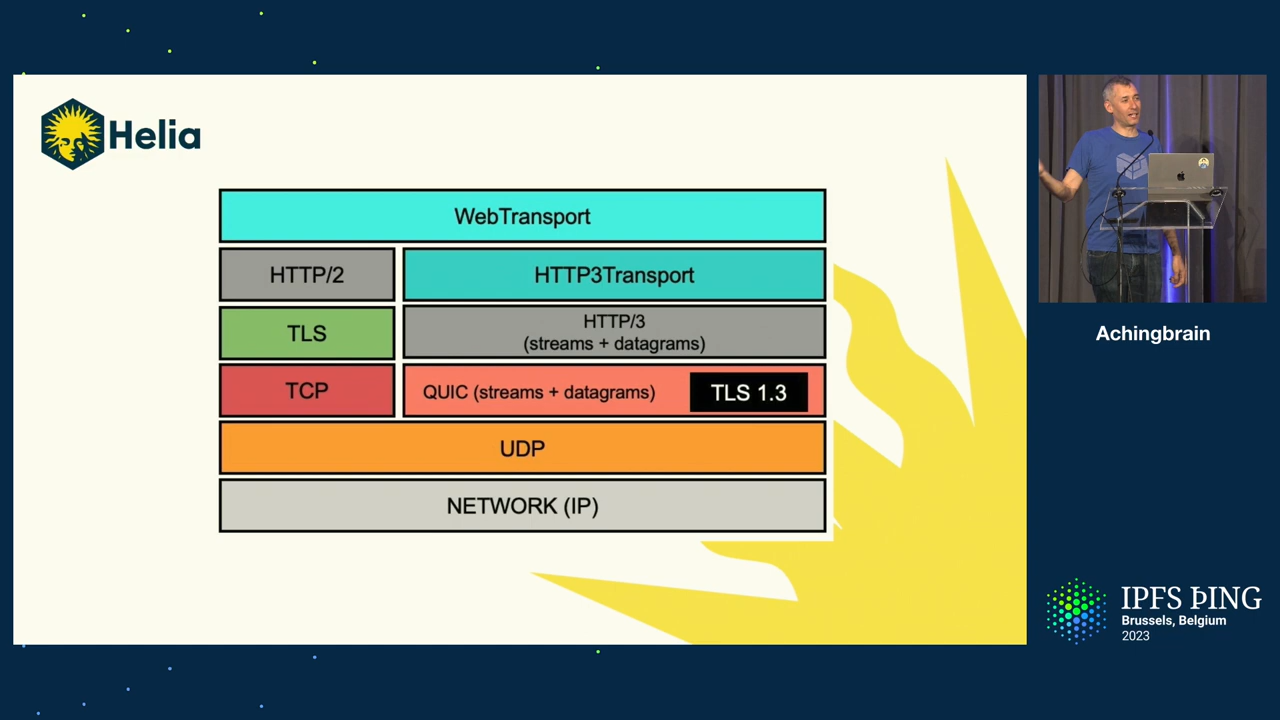 Helia
WebTransport
HTTP/2
HTTP3Transport
TLS
HTTP/3
(streams + datagrams)
TCP
QUIC (streams + datagrams)
TLS 1.3
UDP
NETWORK (IP)
Achingbrain
IPFS ÞING
Brussels, Belgium
2023